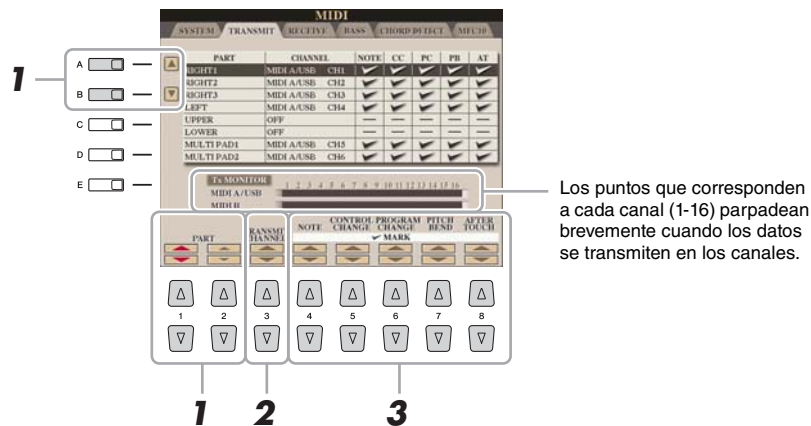 MIDI
SYSTEM TRANSMIT RECEIVE BASS CHORD DETECT MFC10
PART CHANNEL NOTE CC PC PB AT
RIGHT1 MIDI A/USB CH1
RIGHT2 MIDI A/USB CH2
RIGHT3 MIDI A/USB CH3
LEFT MIDI A/USB CH4
UPPER OFF — — — — —
LOWER OFF — — — — —
MULTI PAD1 MIDI A/USB CH5
MULTI PAD2 MIDI A/USB CH6
A
B
C
D
E
1
Tx MONITOR 1 2 3 4 5 6 7 8 9 10 11 12 13 14 15 16
MIDI A/USB
MIDI B
Los puntos que corresponden
a cada canal (1-16) parpadean
brevemente cuando los datos
se transmiten en los canales.
PART
TRANSMIT CHANNEL
NOTE
CONTROL CHANGE
PROGRAM CHANGE
PITCH BEND
AFTER TOUCH
MARK
1 2 3 4 5 6 7 8
1 2 3